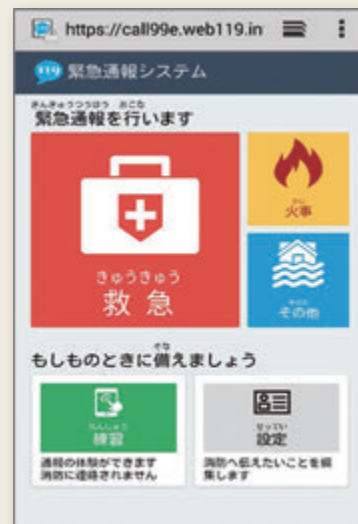 https://call99e.web119.in
119 緊急通報システム
きんきゅうつうほう おこな
緊急通報を行います
きゅうきゅう
救急
かじ
火事
そのた
その他
そな
もしものときに備えましょう
れんしゅう
練習
通報の体験ができます
消防に連絡されません
せってい
設定
消防へ伝えたいことを編
集します